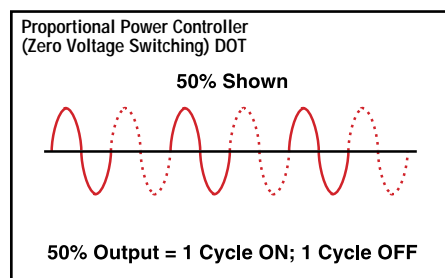 Proportional Power Controller
(Zero Voltage Switching) DOT
50% Shown
50% Output = 1 Cycle ON; 1 Cycle OFF